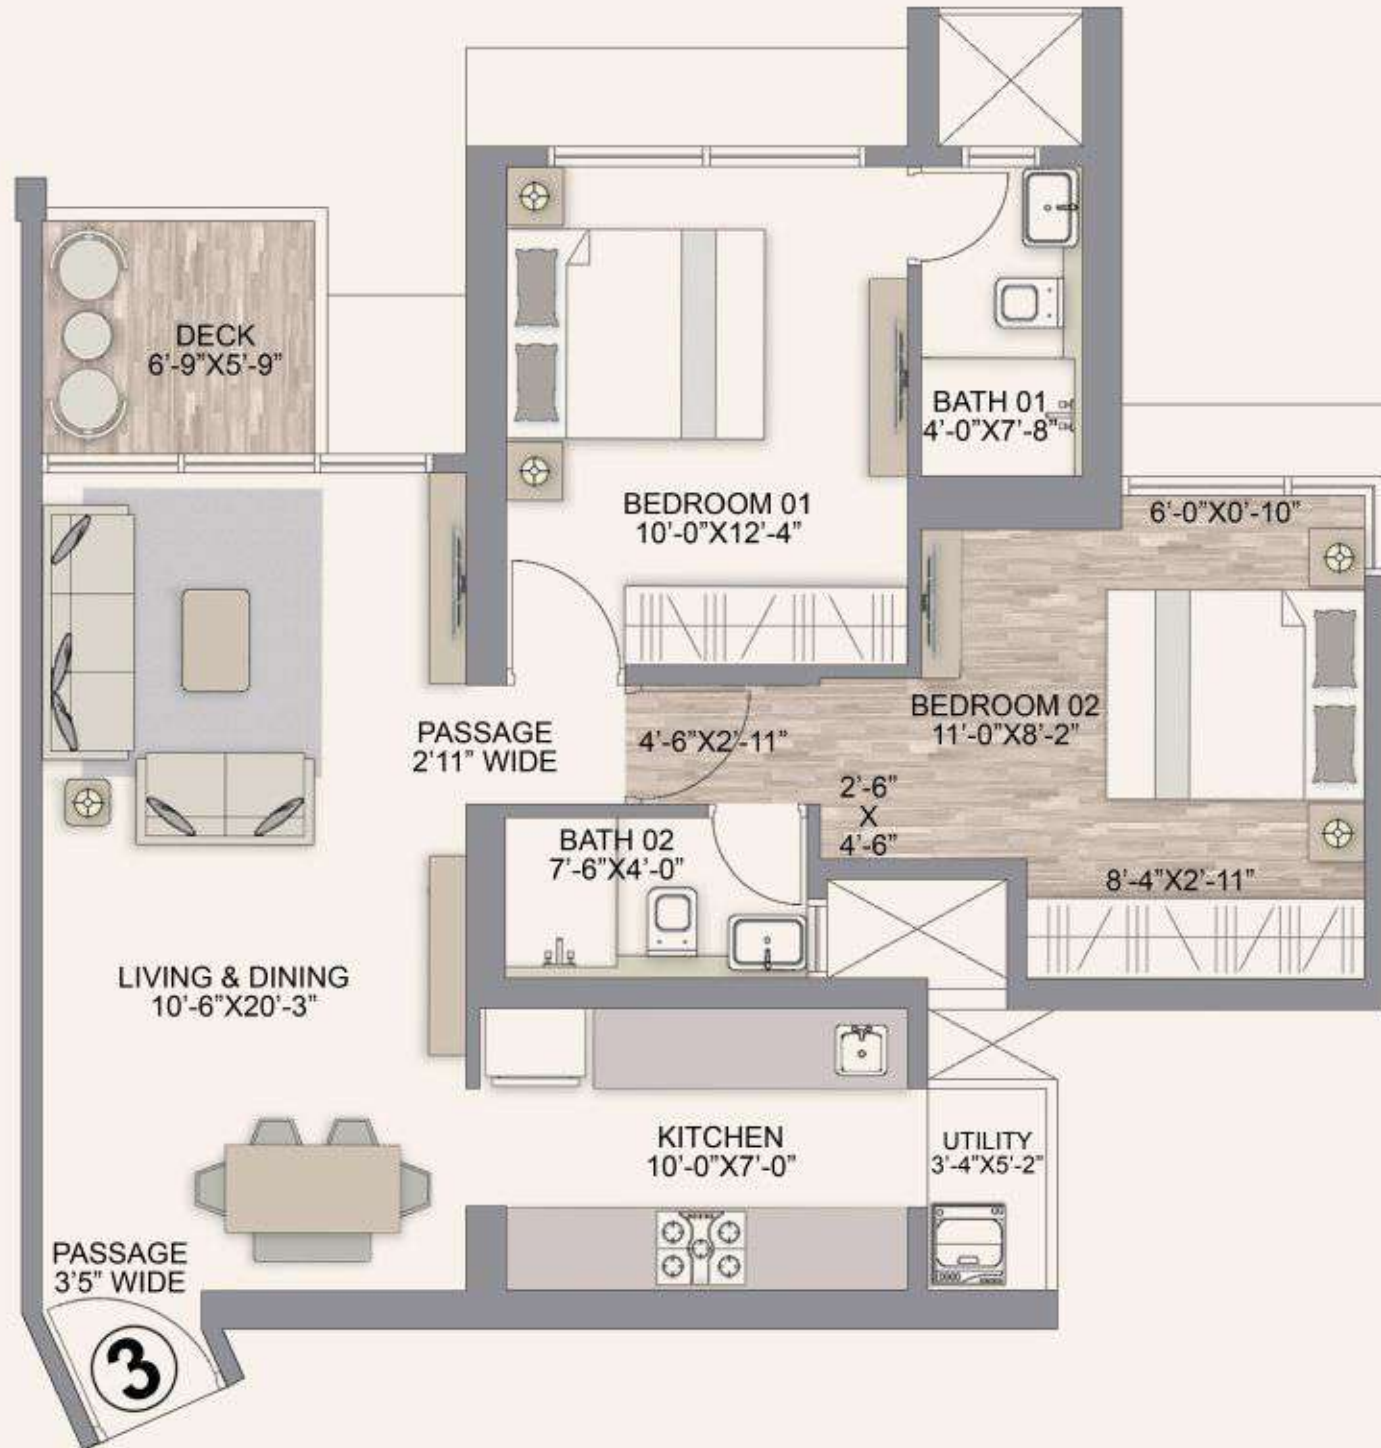 DECK
6’-9”X5’-9”
BATH 01
4’-0”X7’-8”
BEDROOM 01
10’-0”X12’-4”
6’-0”X0’-10”
BEDROOM 02
11’-0”X8’-2”
PASSAGE
2’11” WIDE
4’-6”X2’-11”
2’-6”
X
4’-6”
BATH 02
7’-6”X4’-0”
8’-4”X2’-11”
LIVING & DINING
10’-6”X20’-3”
KITCHEN
10’-0”X7’-0”
UTILITY
3’-4”X5’-2”
PASSAGE
3’5” WIDE
3